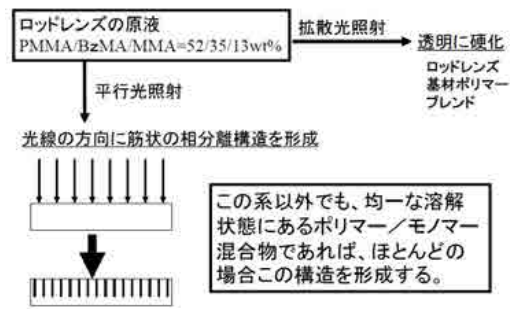 ロッドレンズの原液
PMMA/BzMA/MMA=52/35/13wt%
拡散光照射
透明に硬化
ロッドレンズ
基材ポリマー
ブレンド
平行光照射
光線の方向に筋状の相分離構造を形成
この系以外でも、均一な溶解
状態にあるポリマー／モノマー
混合物であれば、ほとんどの
場合この構造を形成する。